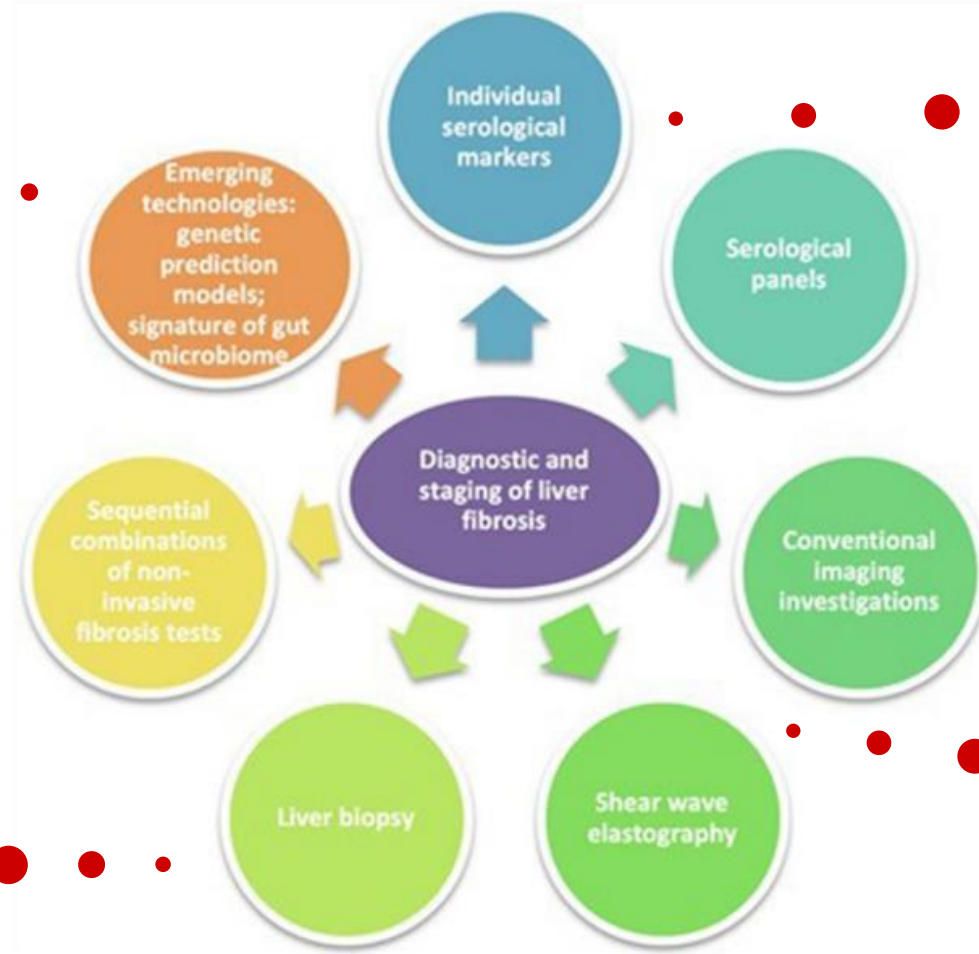 Individual
serological
markers
Serological
panels
Conventional
imaging
investigations
Shear wave
elastography
Liver biopsy
Sequential
combinations
of non-
invasive
fibrosis tests
Emerging
technologies:
genetic
prediction
models;
signature of gut
microbiome
Diagnostic and
staging of liver
fibrosis